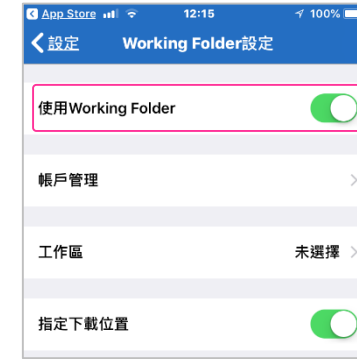 App Store 12:15 100%
設定 Working Folder設定
使用Working Folder
帳戶管理
工作區 未選擇
指定下載位置